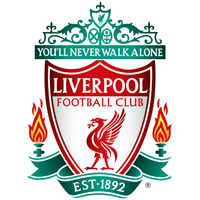 YOU'LL NEVER WALK ALONE
LIVERPOOL
FOOTBALL CLUB
EST·1892
®